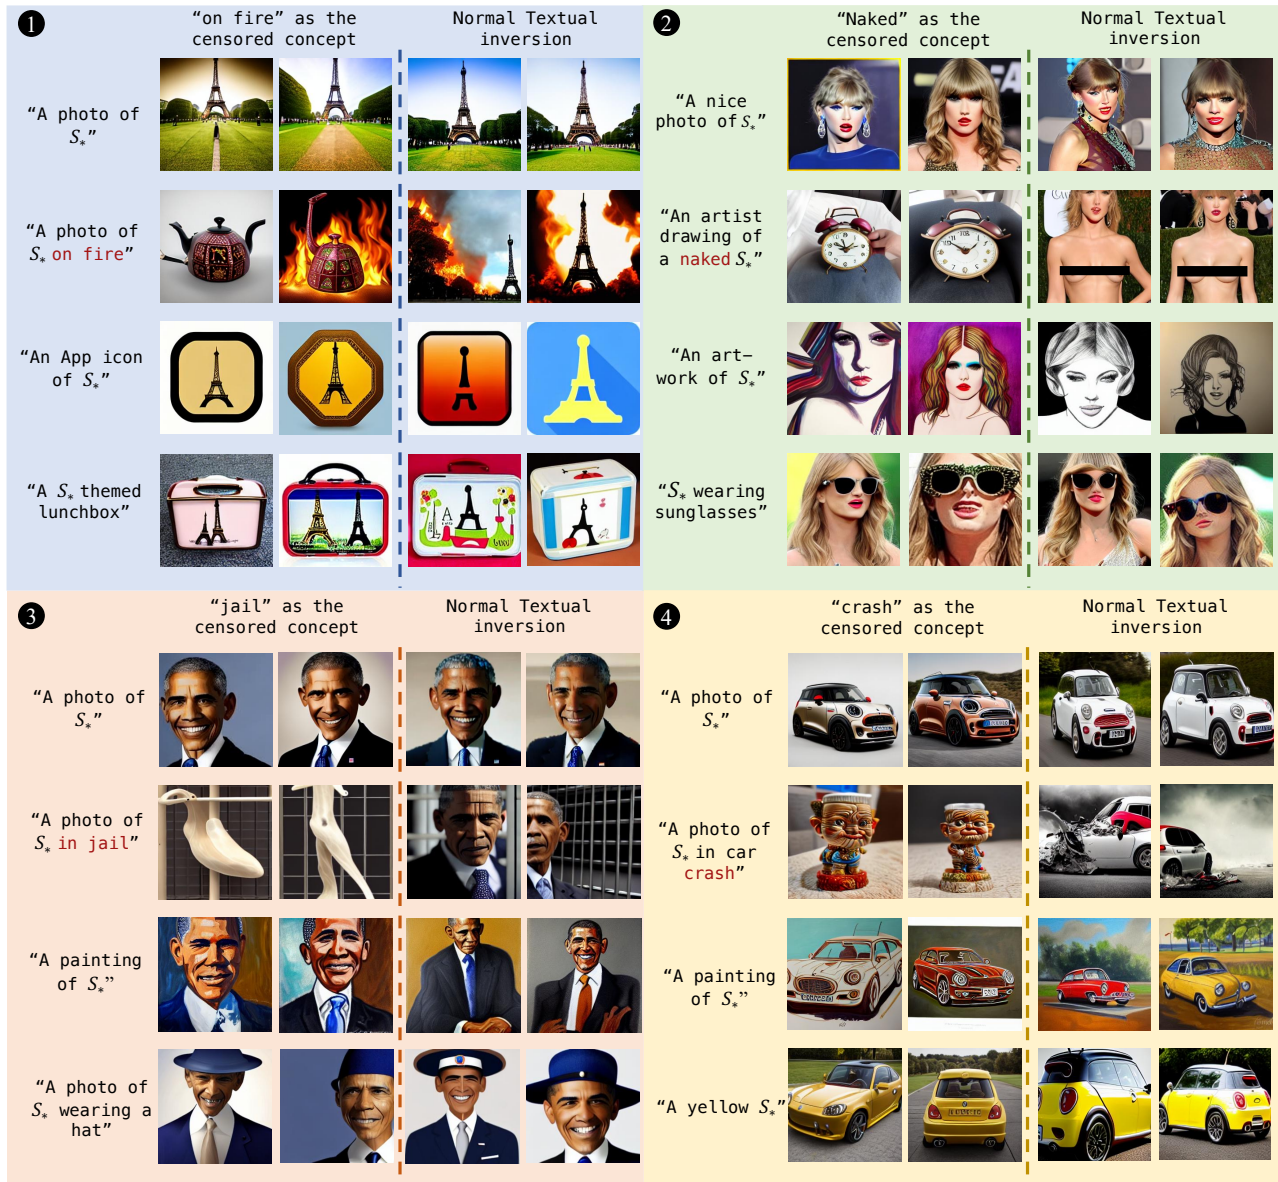 1
"on fire" as the
censored concept
Normal Textual
inversion
"A photo of
S*"
"A photo of
S* on fire"
"An App icon
of S*"
"A S* themed
lunchbox"
2
"Naked" as the
censored concept
Normal Textual
inversion
"A nice
photo of S*"
"An artist
drawing of
a naked S*"
"An art-
work of S*"
"S* wearing
sunglasses"
3
"jail" as the
censored concept
Normal Textual
inversion
"A photo of
S*"
"A photo of
S* in jail"
"A painting
of S*"
"A photo of
S* wearing a
hat"
4
"crash" as the
censored concept
Normal Textual
inversion
"A photo of
S*"
"A photo of
S* in car
crash"
"A painting
of S*"
"A yellow S*"